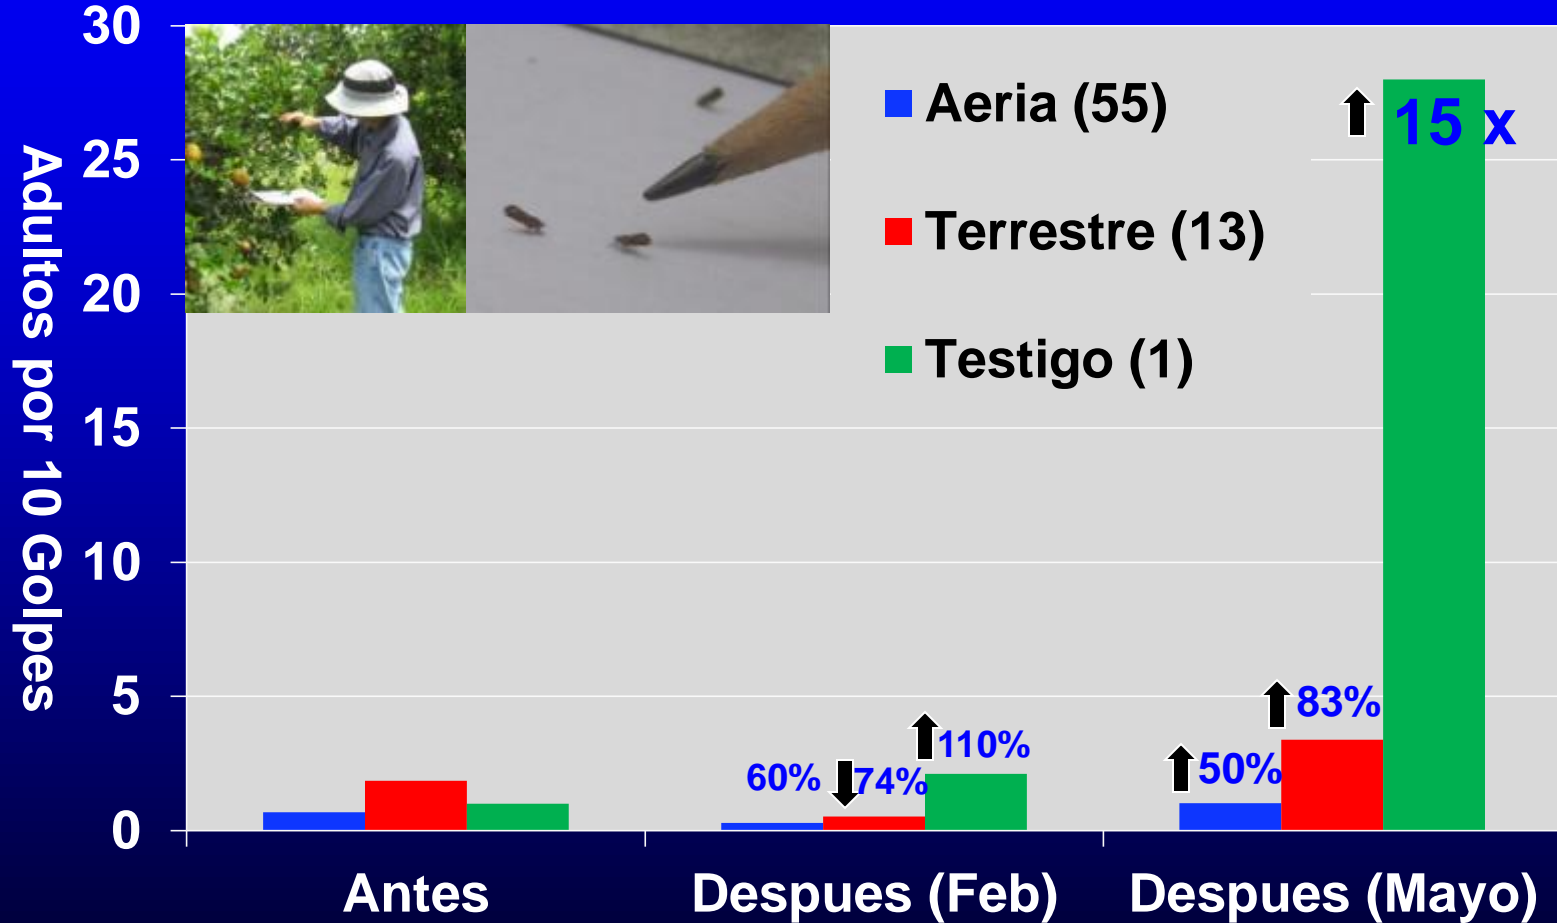 Adultos por 10 Golpes
30
25
20
15
10
5
0
Aeria (55)
Terrestre (13)
Testigo (1)
15 x
60%
74%
110%
50%
83%
Antes
Despues (Feb)
Despues (Mayo)